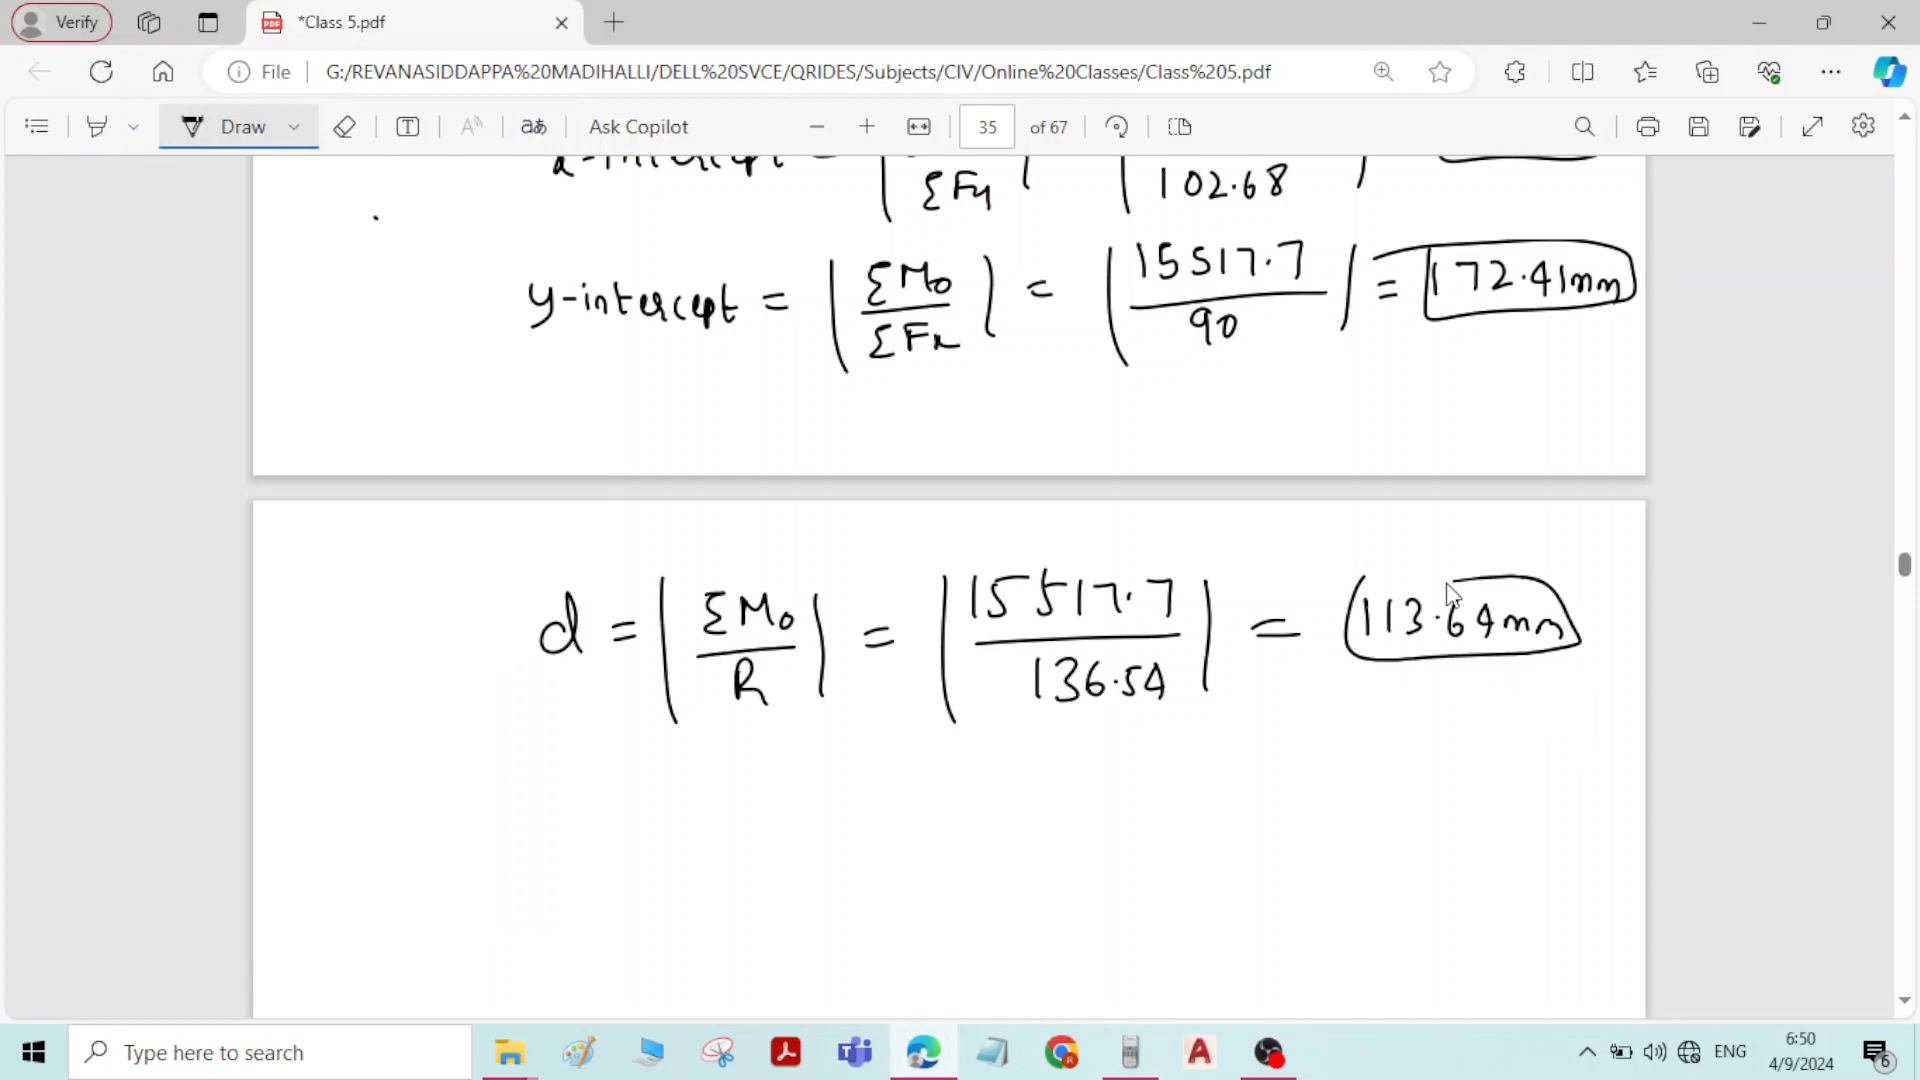 Verify
*Class 5.pdf
File G:/REVANASIDDAPPA%20MADIHALLI/DELL%20SVCE/QRIDES/Subjects/CIV/Online%20Classes/Class%205.pdf
Draw Ask Copilot 35 of 67
x-intercept = | ΣFy | | 102.68 |
y-intercept = | ΣMo / ΣFx | = | 15517.7 / 90 | = 172.41mm
d = | ΣMo / R | = | 15517.7 / 136.54 | = 113.64mm
Type here to search
ENG
6:50
4/9/2024
6